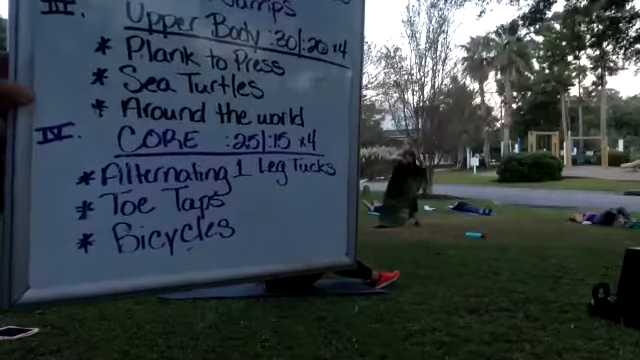 Jumps
III. Upper Body :30/:20 x4
* Plank to Press
* Sea Turtles
* Around the world
IV. CORE :25/:15 x4
* Alternating 1 Leg Tucks
* Toe Taps
* Bicycles